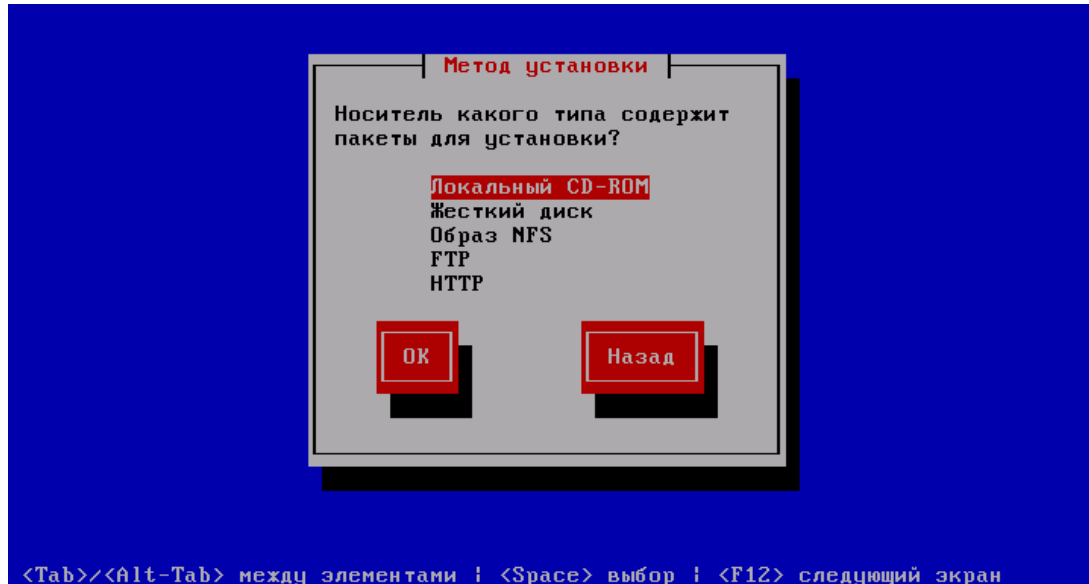 Метод установки
Носитель какого типа содержит
пакеты для установки?
Локальный CD-ROM
Жесткий диск
Образ NFS
FTP
HTTP
OK Назад
<Tab>/<Alt-Tab> между элементами | <Space> выбор | <F12> следующий экран